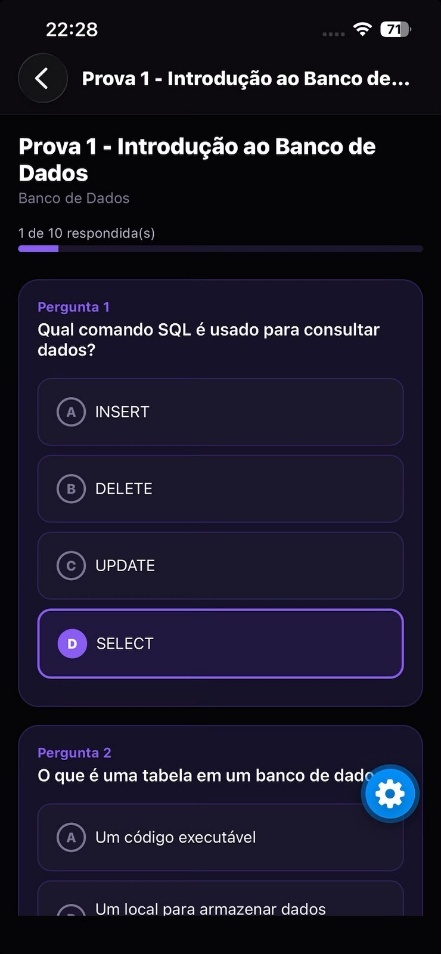 22:28
71
Prova 1 - Introdução ao Banco de...
Prova 1 - Introdução ao Banco de
Dados
Banco de Dados
1 de 10 respondida(s)
Pergunta 1
Qual comando SQL é usado para consultar
dados?
A INSERT
B DELETE
C UPDATE
D SELECT
Pergunta 2
O que é uma tabela em um banco de dado
A Um código executável
Um local para armazenar dados